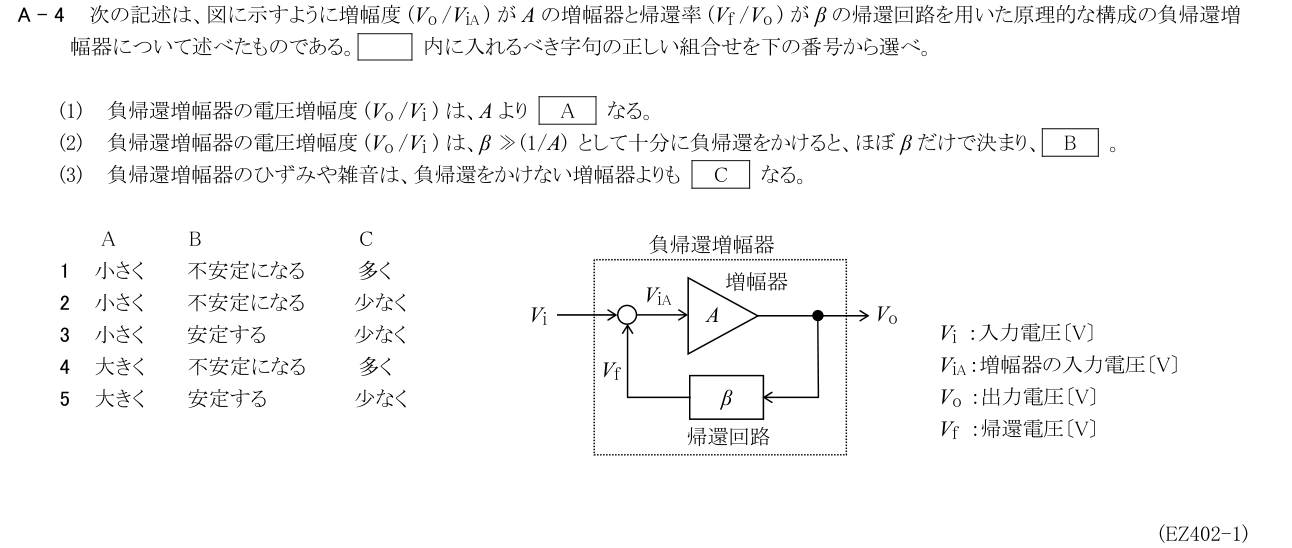 A－4 次の記述は、図に示すように増幅度(Vo/ViA)が A の増幅器と帰還率(Vf/Vo)が β の帰還回路を用いた原理的な構成の負帰還増
幅器について述べたものである。 内に入れるべき字句の正しい組合せを下の番号から選べ。
(1) 負帰還増幅器の電圧増幅度(Vo/Vi)は、A より A なる。
(2) 負帰還増幅器の電圧増幅度(Vo/Vi)は、β≫(1/A) として十分に負帰還をかけると、ほぼ β だけで決まり、 B 。
(3) 負帰還増幅器のひずみや雑音は、負帰還をかけない増幅器よりも C なる。
A B C
1 小さく 不安定になる 多く
2 小さく 不安定になる 少なく
3 小さく 安定する 少なく
4 大きく 不安定になる 多く
5 大きく 安定する 少なく
負帰還増幅器
増幅器
Vi ViA A Vo
Vf
β
帰還回路
Vi :入力電圧〔V〕
ViA:増幅器の入力電圧〔V〕
Vo :出力電圧〔V〕
Vf :帰還電圧〔V〕
(EZ402-1)